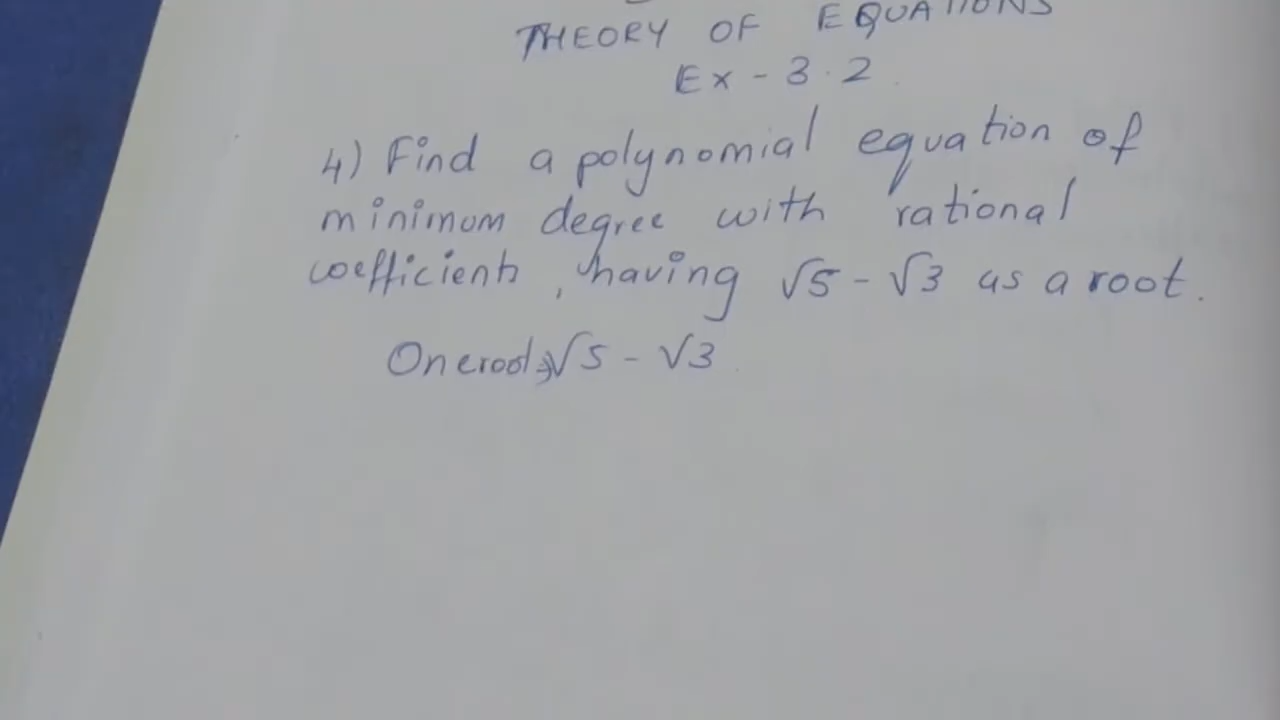 THEORY OF EQUATIONS
Ex - 3.2
4) Find a polynomial equation of
minimum degree with rational
coefficients, having √5 - √3 as a root.
One root √5 - √3